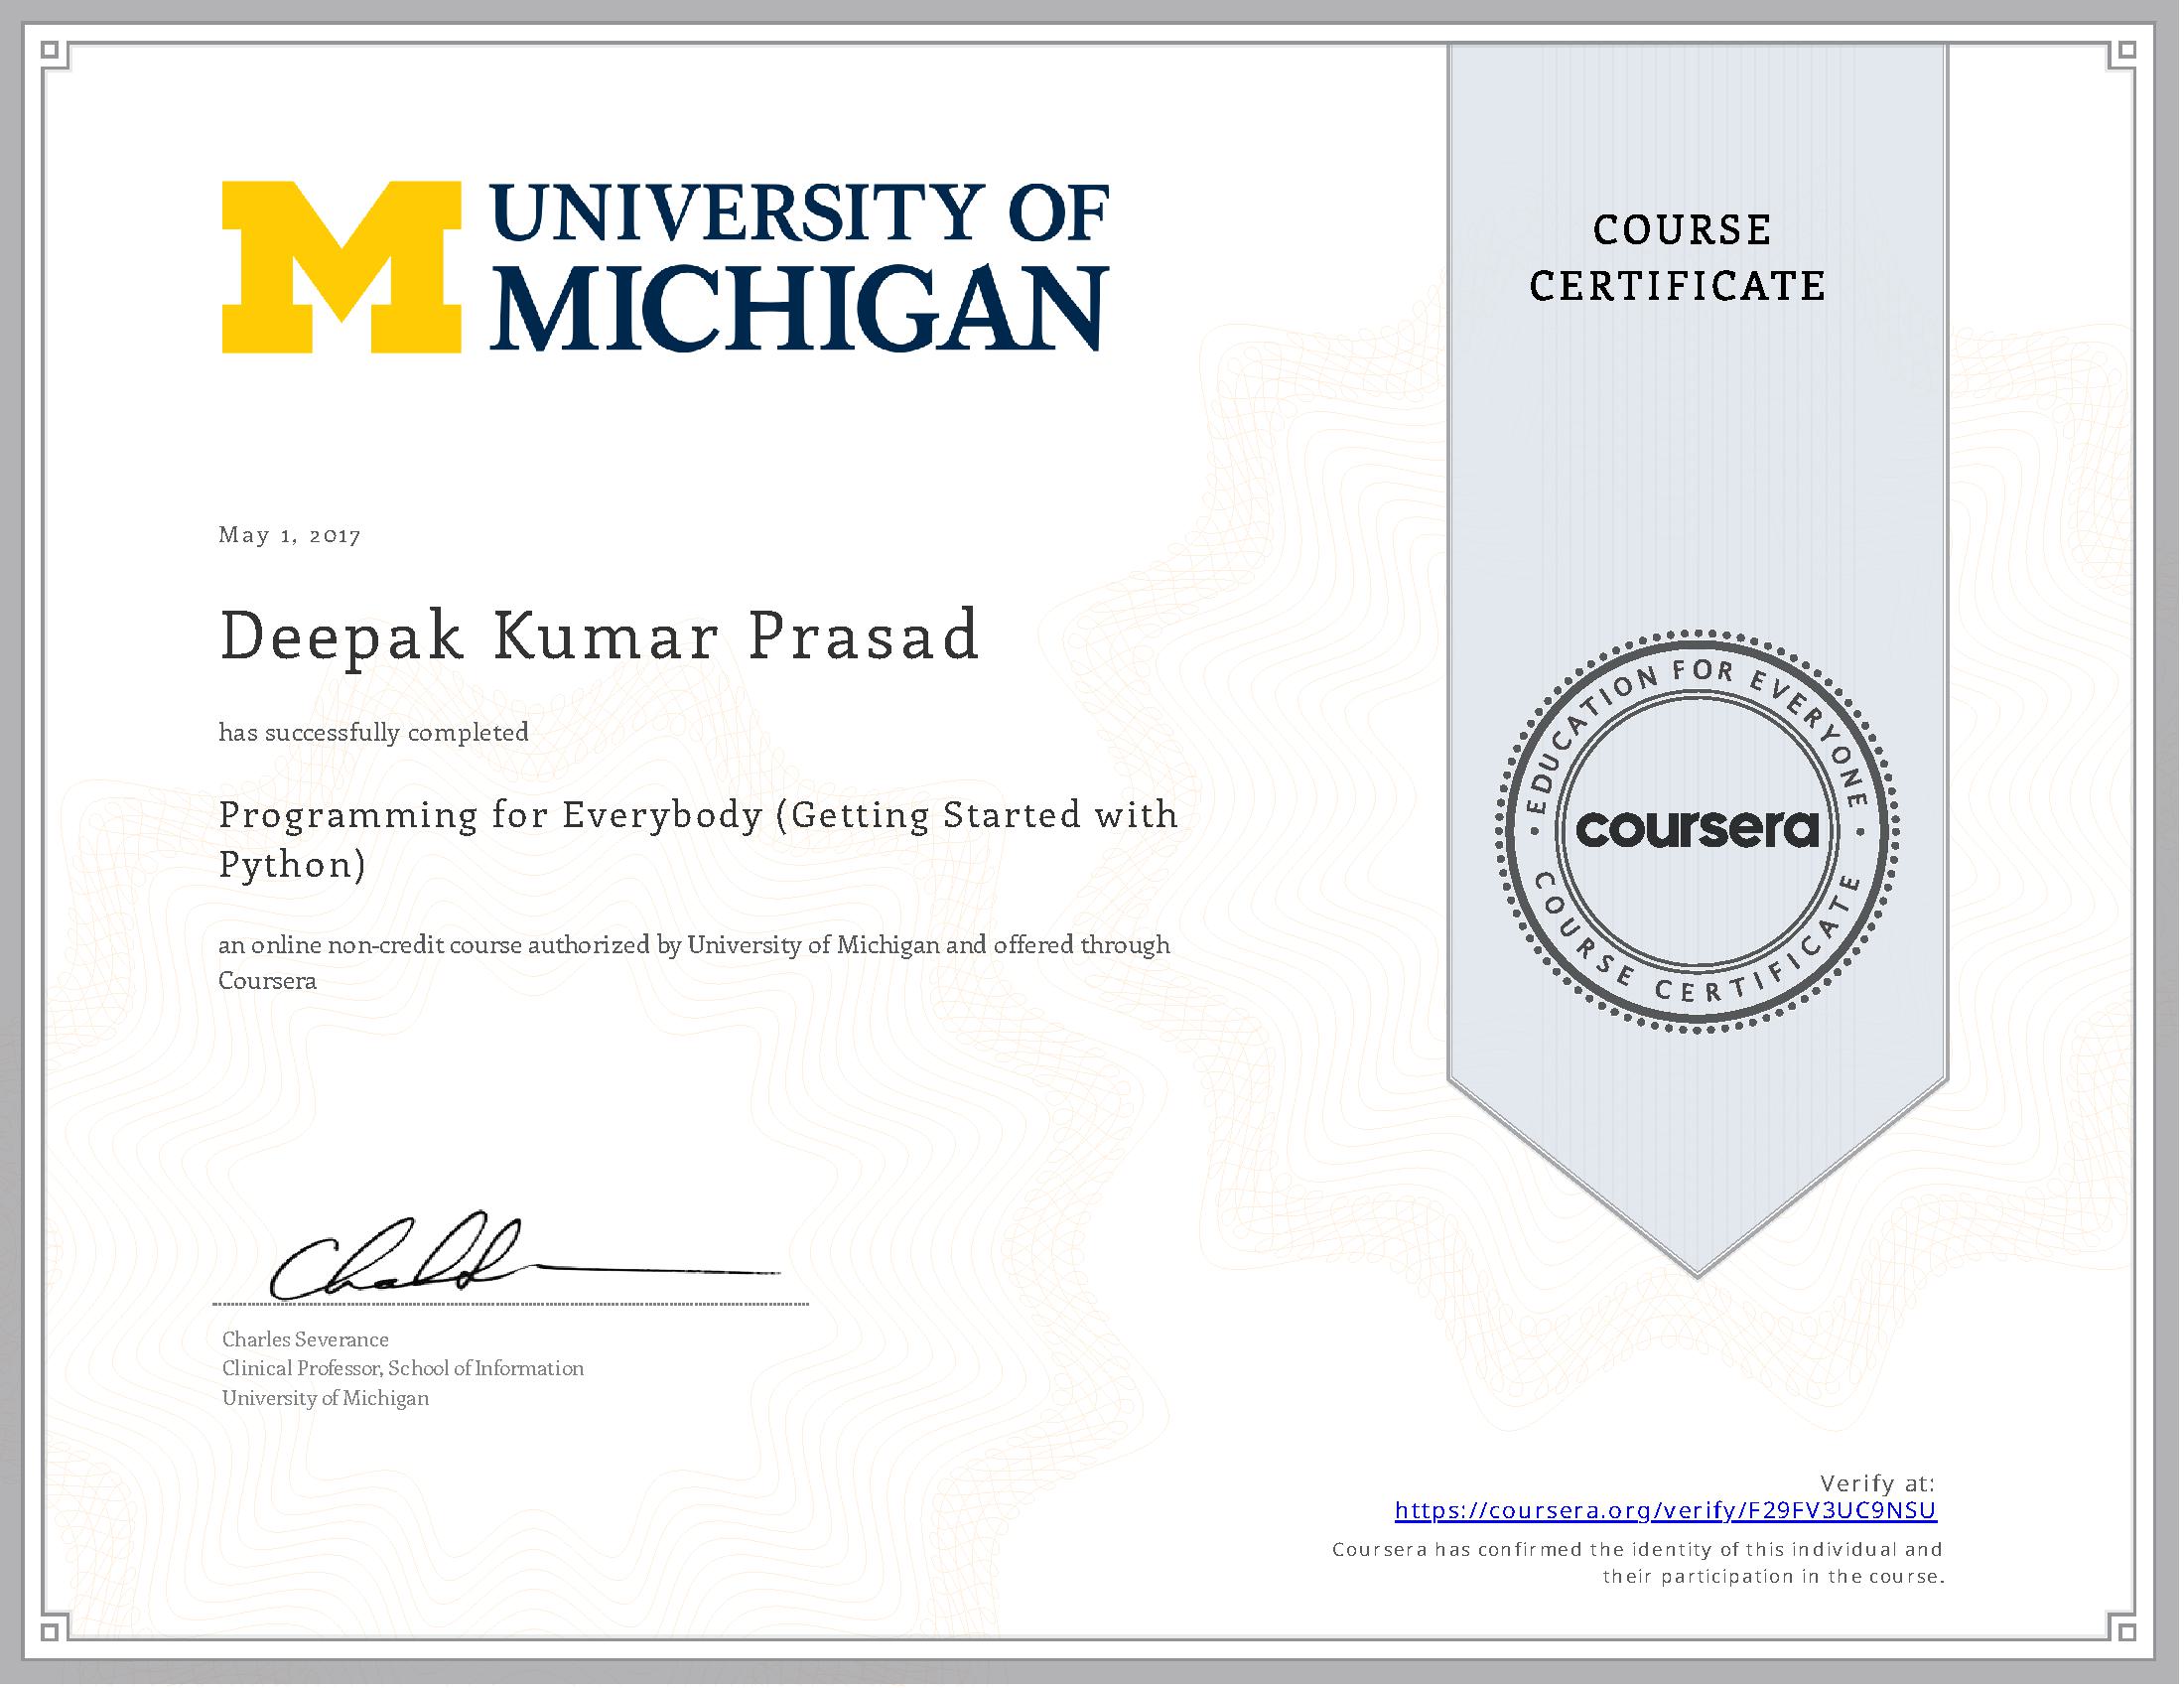 UNIVERSITY OF
MICHIGAN
COURSE
CERTIFICATE
May 1, 2017
Deepak Kumar Prasad
has successfully completed
Programming for Everybody (Getting Started with
Python)
an online non-credit course authorized by University of Michigan and offered through
Coursera
EDUCATION FOR EVERYONE
coursera
COURSE CERTIFICATE
Charles Severance
Clinical Professor, School of Information
University of Michigan
Verify at:
https://coursera.org/verify/F29FV3UC9NSU
Coursera has confirmed the identity of this individual and
their participation in the course.